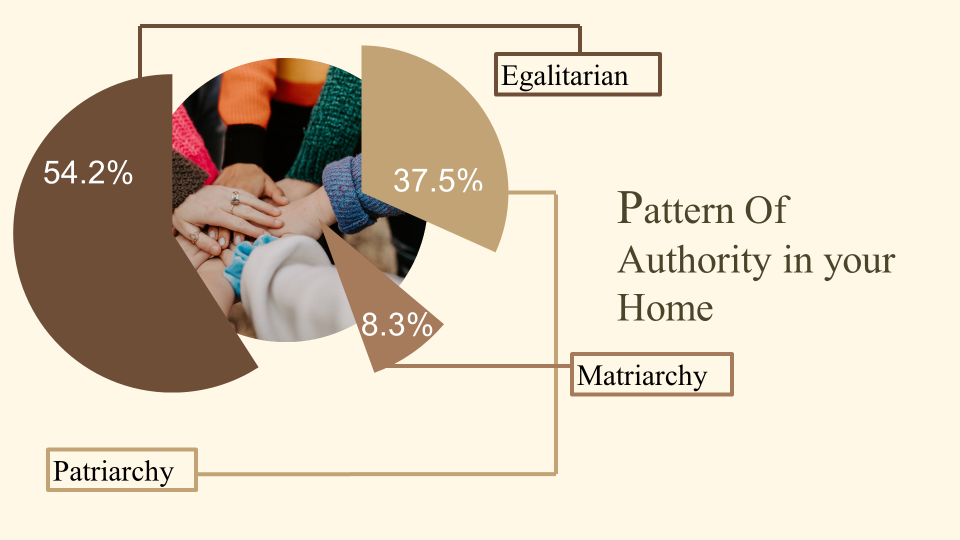 Egalitarian
54.2%
37.5%
Pattern Of
Authority in your
Home
8.3%
Matriarchy
Patriarchy